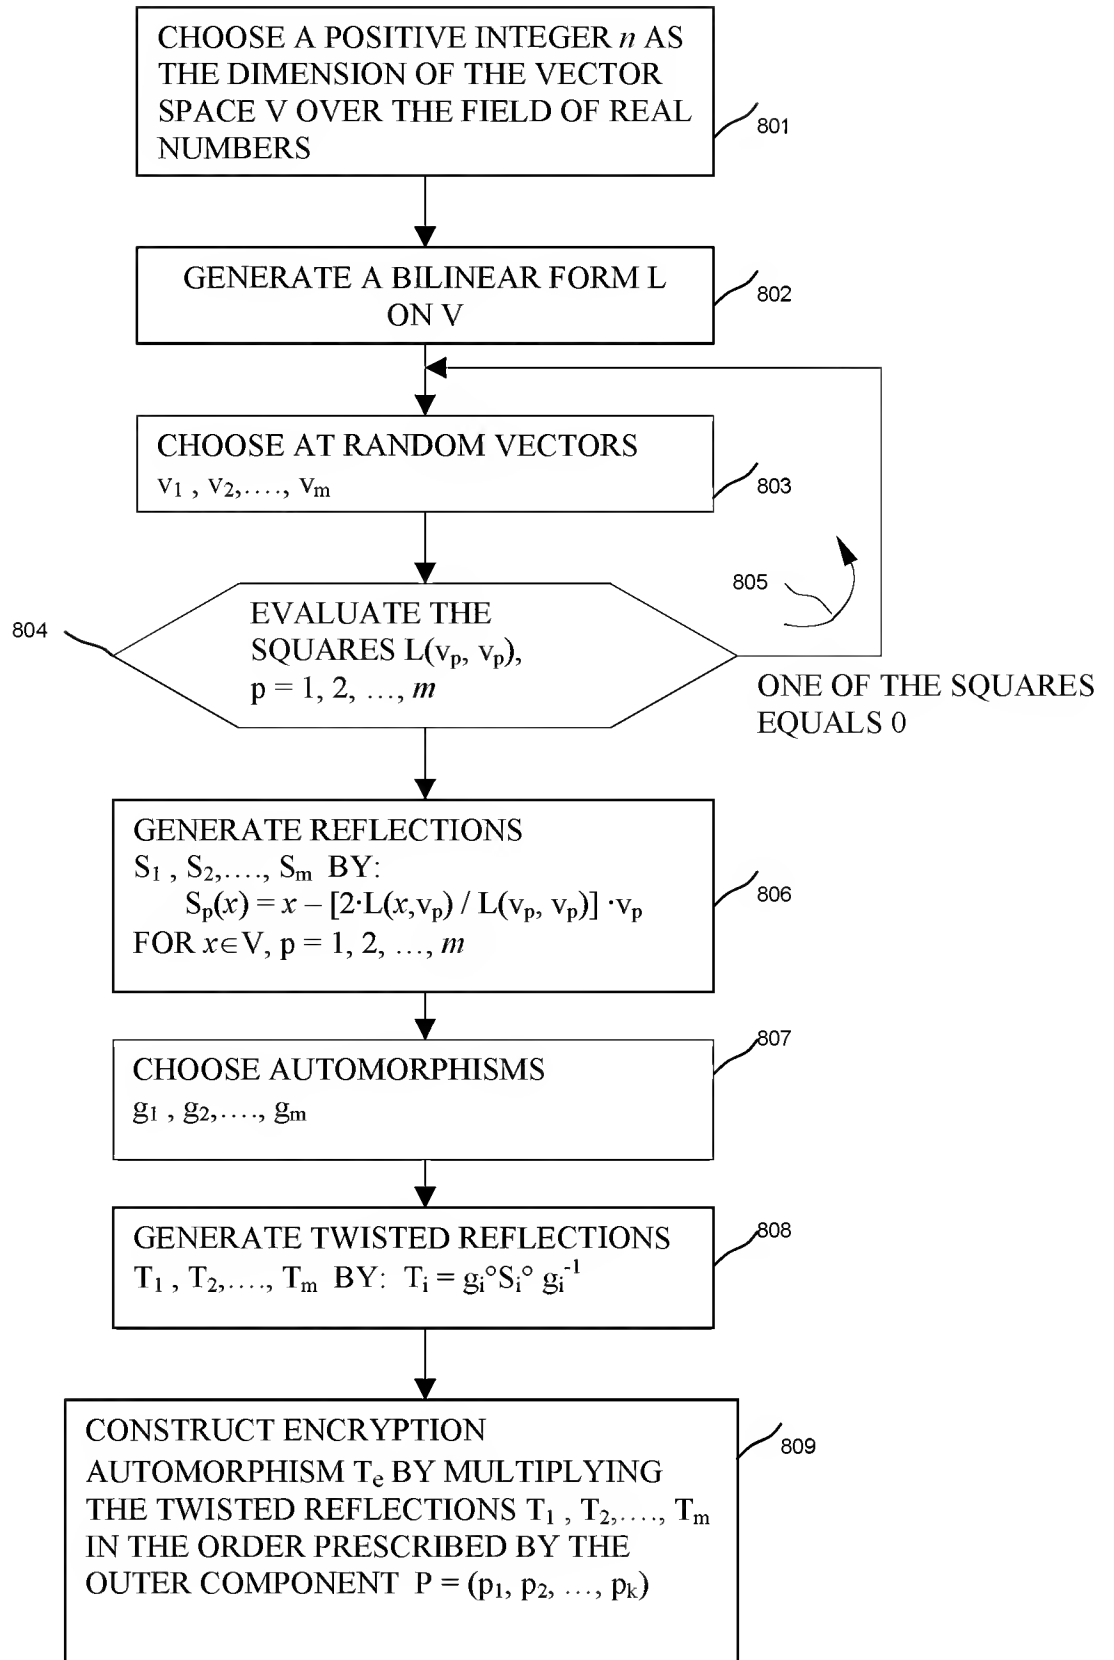 CHOOSE A POSITIVE INTEGER n AS
THE DIMENSION OF THE VECTOR
SPACE V OVER THE FIELD OF REAL
NUMBERS
801
GENERATE A BILINEAR FORM L
ON V
802
CHOOSE AT RANDOM VECTORS
v₁ , v₂,...., vₘ
803
804
EVALUATE THE
SQUARES L(vₚ, vₚ),
p = 1, 2, ..., m
805
ONE OF THE SQUARES
EQUALS 0
GENERATE REFLECTIONS
S₁ , S₂,...., Sₘ BY:
Sₚ(x) = x – [2·L(x,vₚ) / L(vₚ, vₚ)] ·vₚ
FOR x∈V, p = 1, 2, ..., m
806
CHOOSE AUTOMORPHISMS
g₁ , g₂,...., gₘ
807
GENERATE TWISTED REFLECTIONS
T₁ , T₂,...., Tₘ BY: Tᵢ = gᵢ°Sᵢ° gᵢ⁻¹
808
CONSTRUCT ENCRYPTION
AUTOMORPHISM Tₑ BY MULTIPLYING
THE TWISTED REFLECTIONS T₁ , T₂,...., Tₘ
IN THE ORDER PRESCRIBED BY THE
OUTER COMPONENT P = (p₁, p₂, ..., pₖ)
809